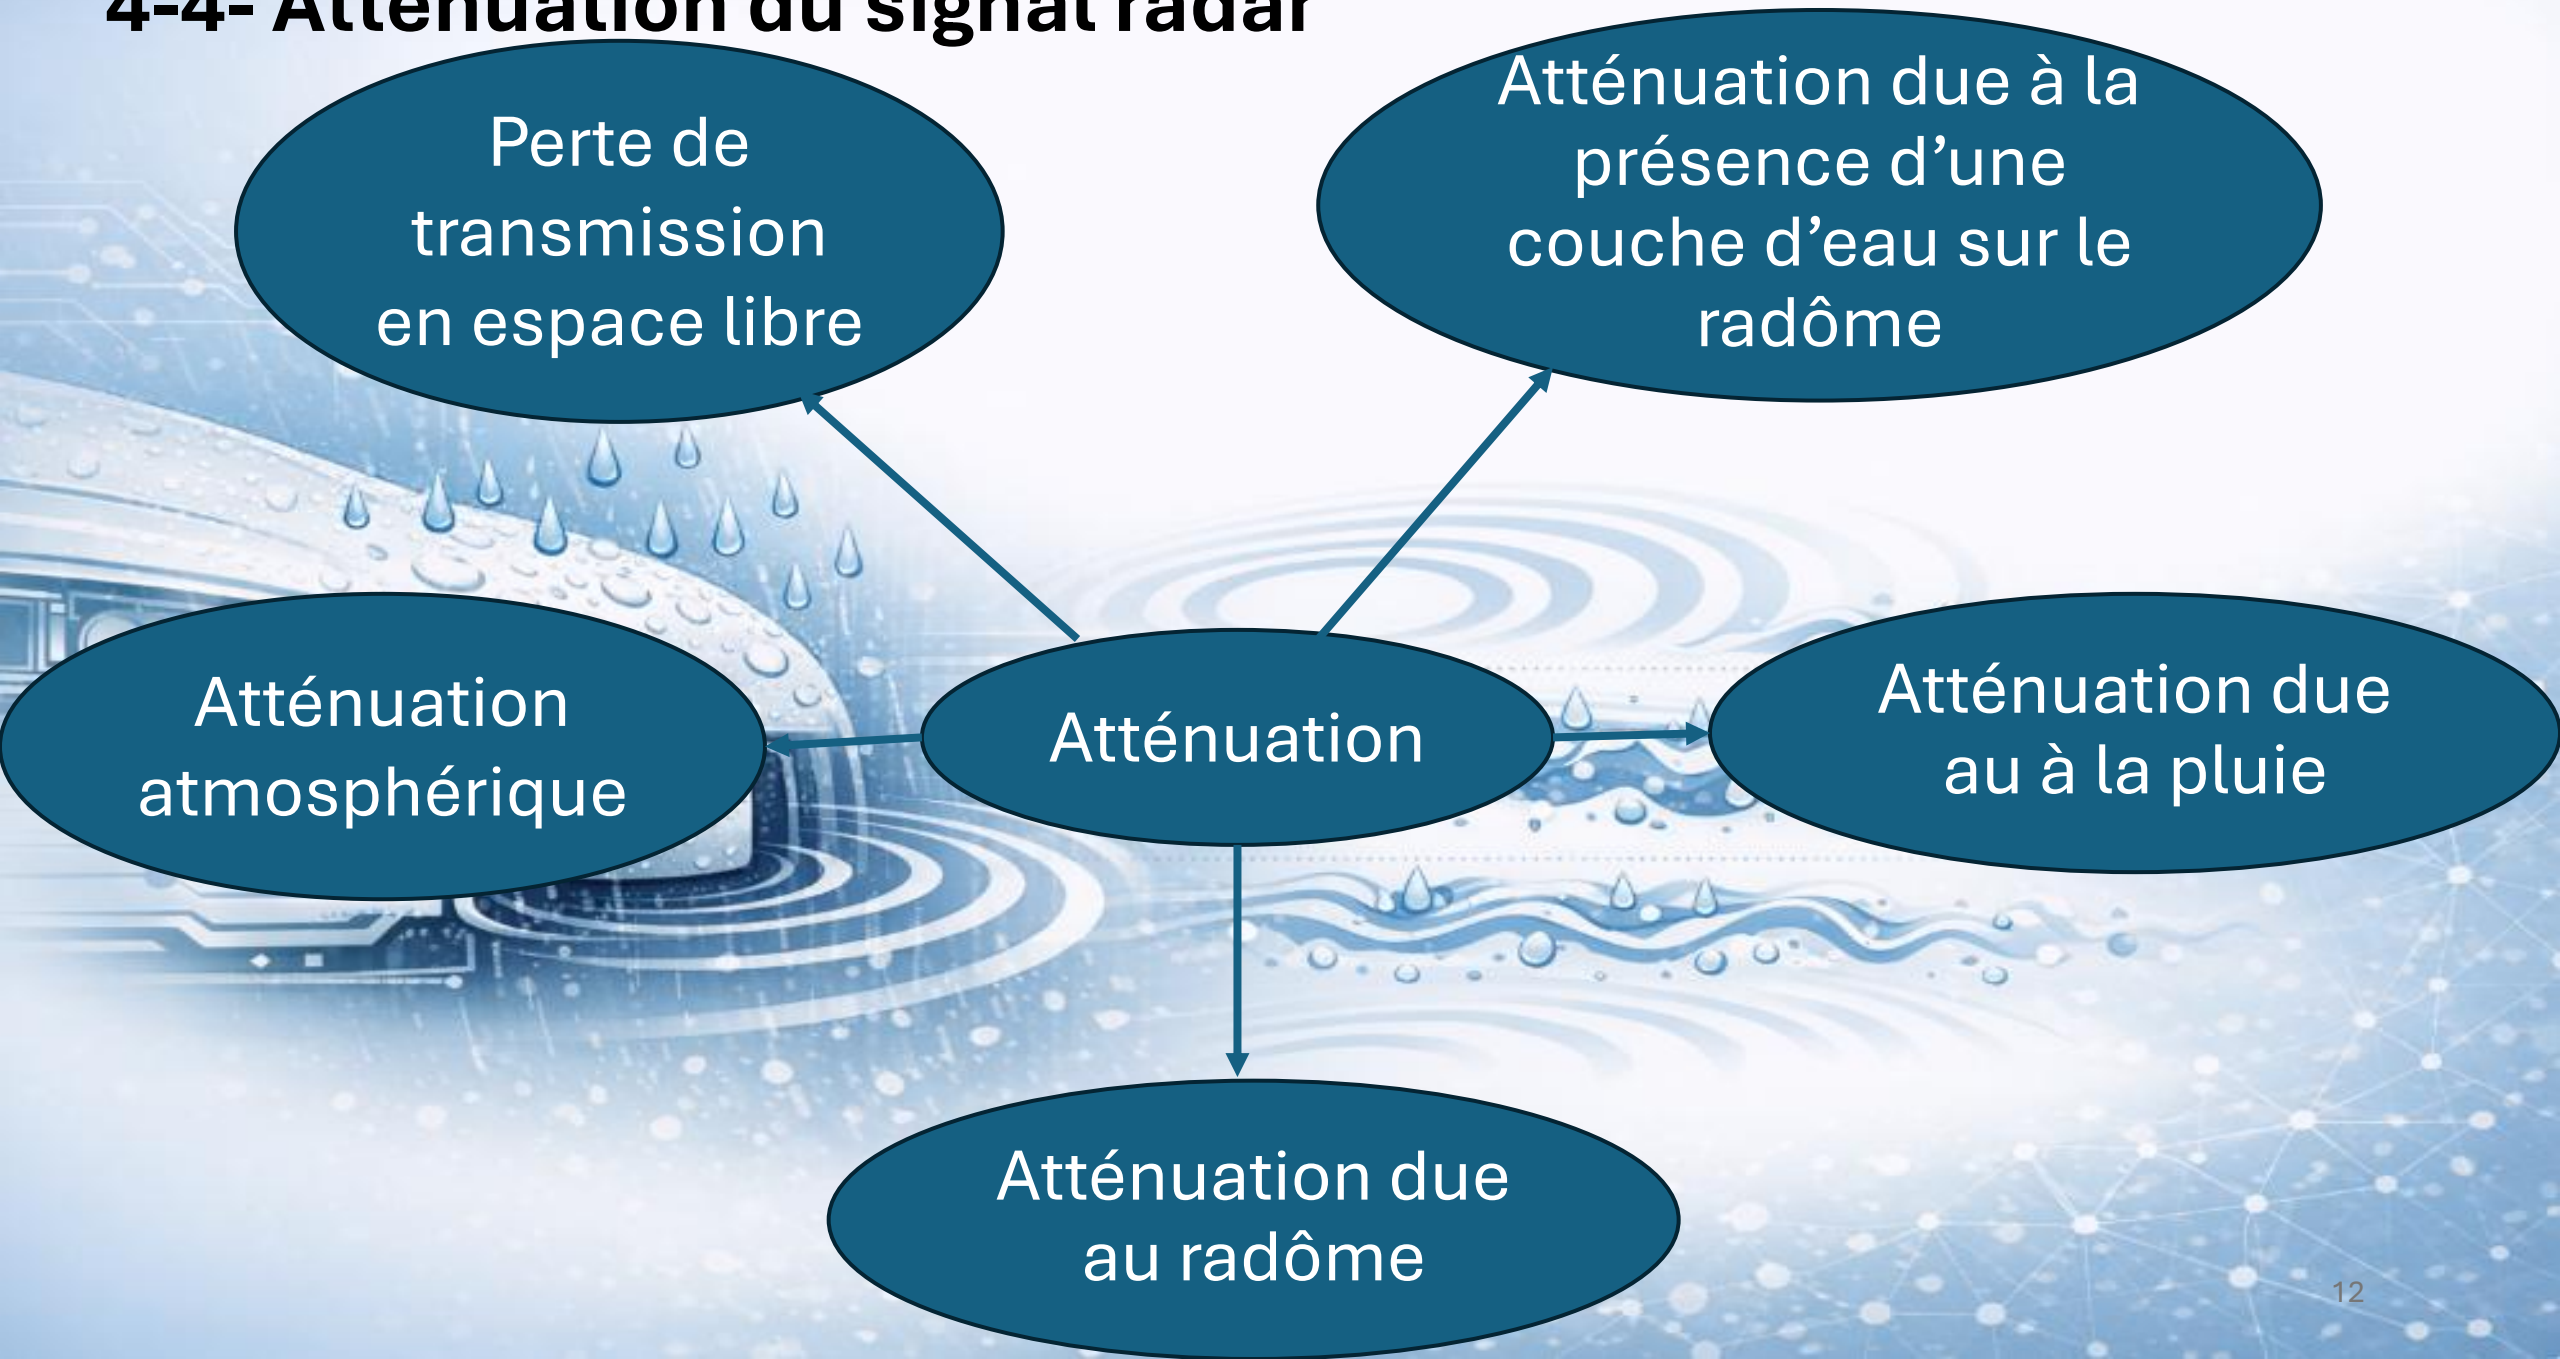 4-4- Atténuation du signal radar
Perte de
transmission
en espace libre
Atténuation due à la
présence d’une
couche d’eau sur le
radôme
Atténuation
atmosphérique
Atténuation
Atténuation due
au à la pluie
Atténuation due
au radôme
12